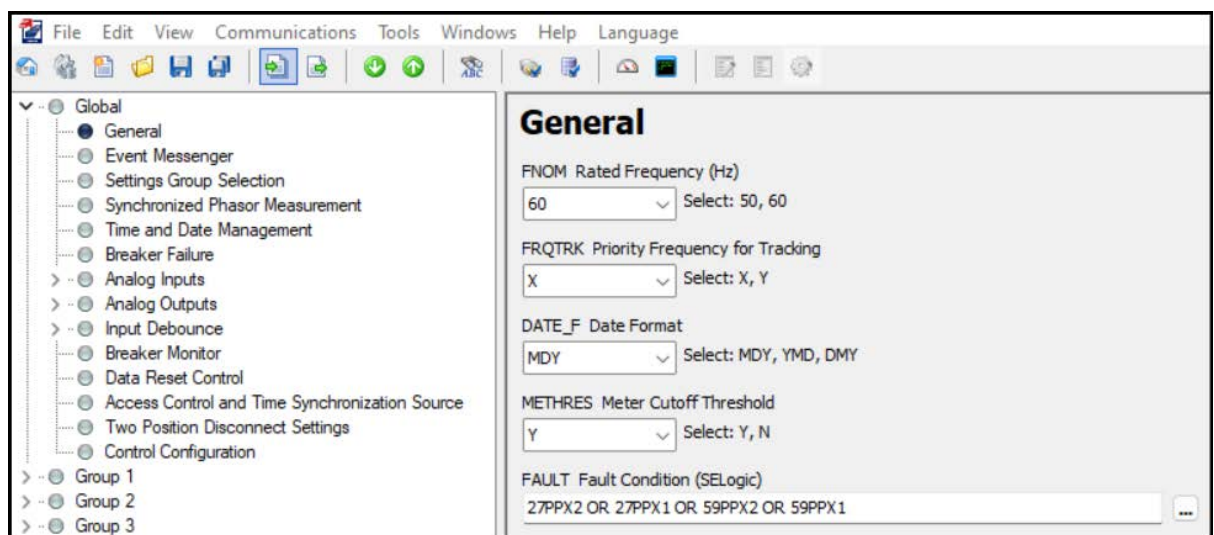 File Edit View Communications Tools Windows Help Language
ABC
Global
General
Event Messenger
Settings Group Selection
Synchronized Phasor Measurement
Time and Date Management
Breaker Failure
Analog Inputs
Analog Outputs
Input Debounce
Breaker Monitor
Data Reset Control
Access Control and Time Synchronization Source
Two Position Disconnect Settings
Control Configuration
Group 1
Group 2
Group 3
General
FNOM Rated Frequency (Hz)
60 Select: 50, 60
FRQTRK Priority Frequency for Tracking
X Select: X, Y
DATE_F Date Format
MDY Select: MDY, YMD, DMY
METHRES Meter Cutoff Threshold
Y Select: Y, N
FAULT Fault Condition (SELogic)
27PPX2 OR 27PPX1 OR 59PPX2 OR 59PPX1 ...